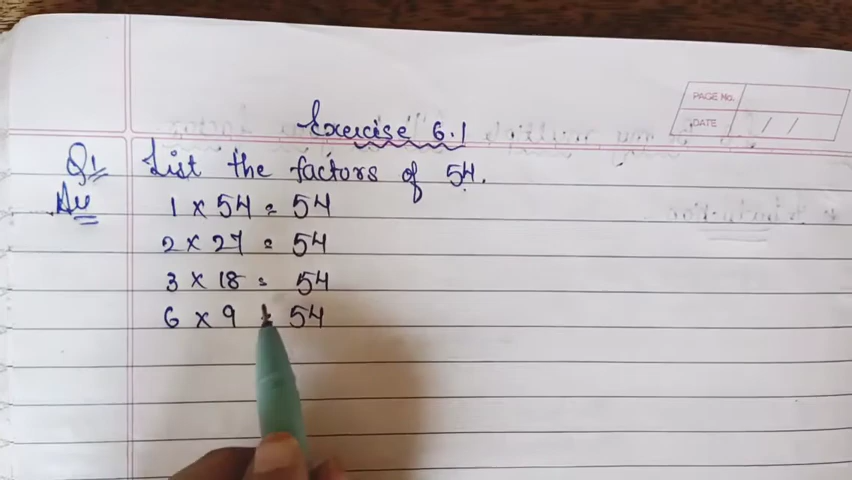 PAGE No.
DATE / /
Exercise 6.1
Q1 List the factors of 54.
Ans 1 x 54 = 54
2 x 27 = 54
3 x 18 = 54
6 x 9 = 54